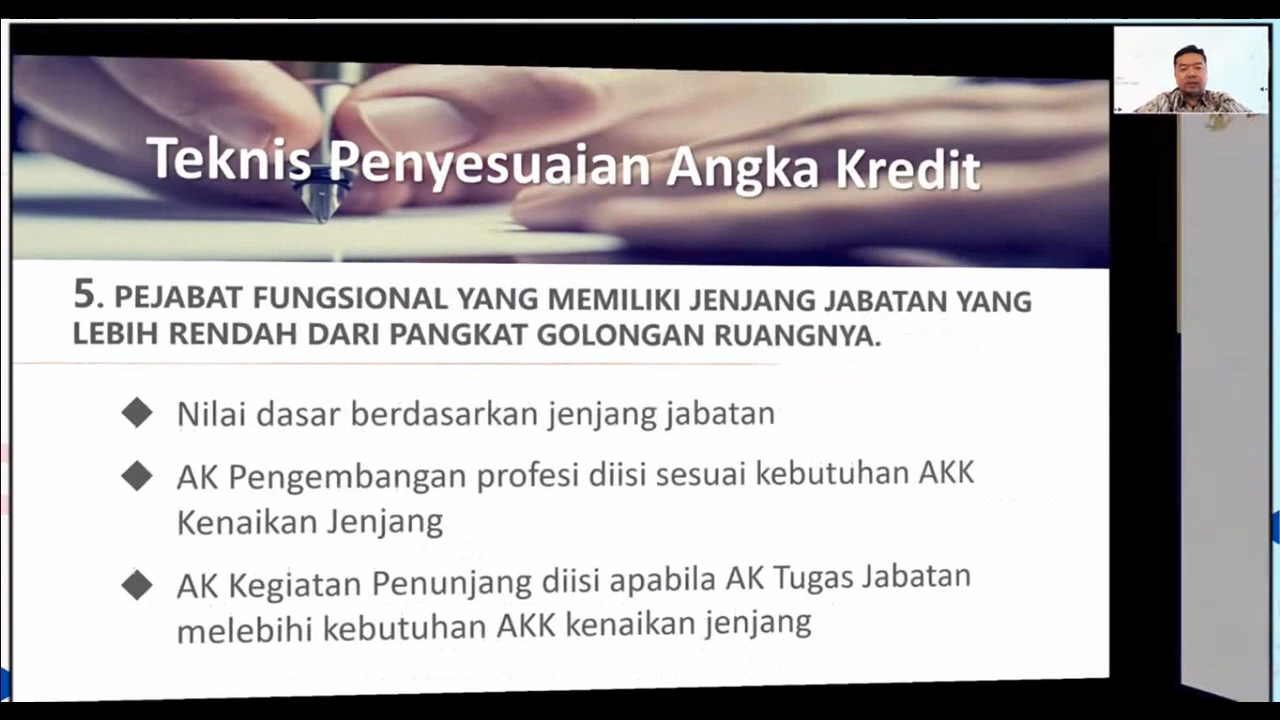 Teknis Penyesuaian Angka Kredit
5. PEJABAT FUNGSIONAL YANG MEMILIKI JENJANG JABATAN YANG
LEBIH RENDAH DARI PANGKAT GOLONGAN RUANGNYA.
Nilai dasar berdasarkan jenjang jabatan
AK Pengembangan profesi diisi sesuai kebutuhan AKK
Kenaikan Jenjang
AK Kegiatan Penunjang diisi apabila AK Tugas Jabatan
melebihi kebutuhan AKK kenaikan jenjang